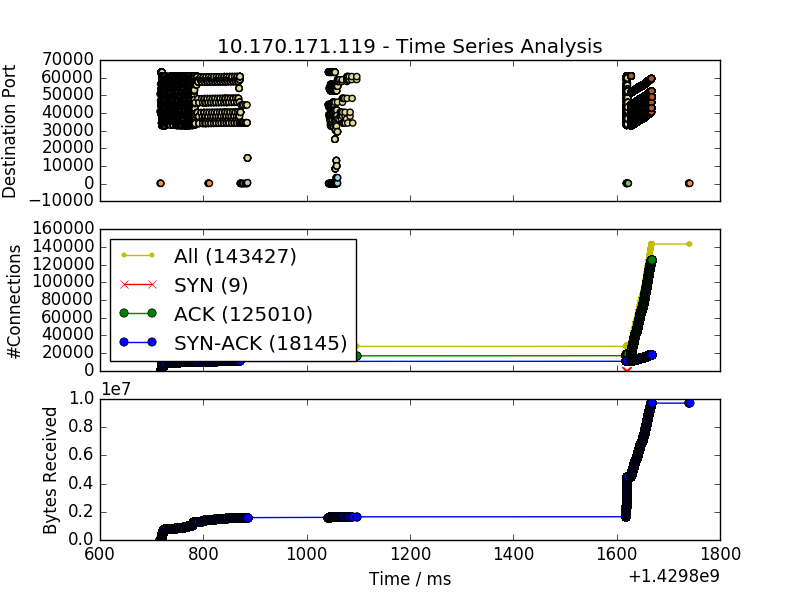 10.170.171.119 - Time Series Analysis
Destination Port
70000
60000
50000
40000
30000
20000
10000
0
−10000
#Connections
160000
140000
120000
100000
80000
60000
40000
20000
0
All (143427)
SYN (9)
ACK (125010)
SYN-ACK (18145)
1e7
Bytes Received
1.0
0.8
0.6
0.4
0.2
0.0
600 800 1000 1200 1400 1600 1800
Time / ms
+1.4298e9